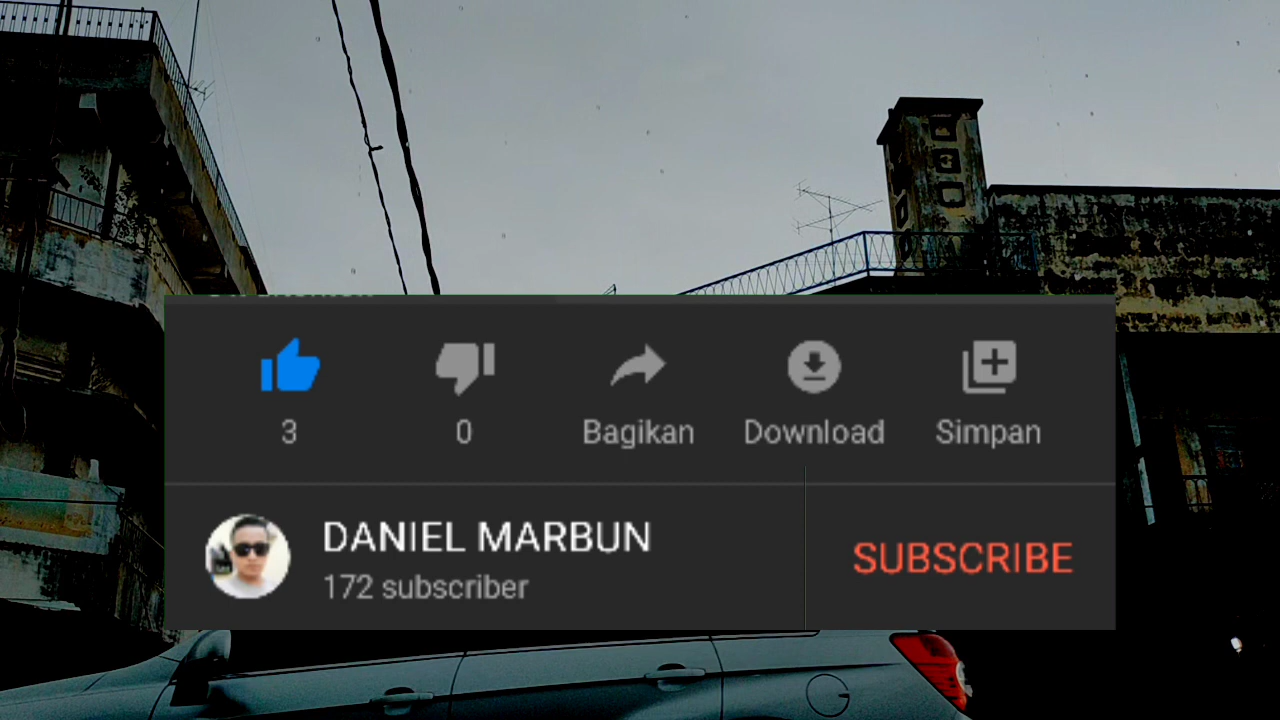 3
0
Bagikan
Download
Simpan
DANIEL MARBUN
172 subscriber
SUBSCRIBE